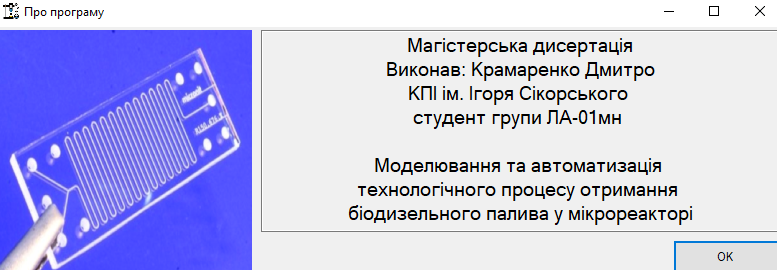 Про програму
Магістерська дисертація
Виконав: Крамаренко Дмитро
КПІ ім. Ігоря Сікорського
студент групи ЛА-01мн
Моделювання та автоматизація
технологічного процесу отримання
біодизельного палива у мікрореакторі
OK